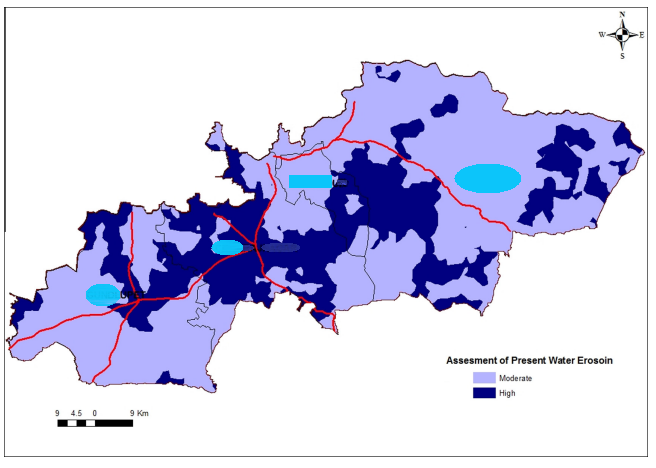 N
W E
S
Assesment of Present Water Erosoin
Moderate
High
9 4.5 0 9 Km